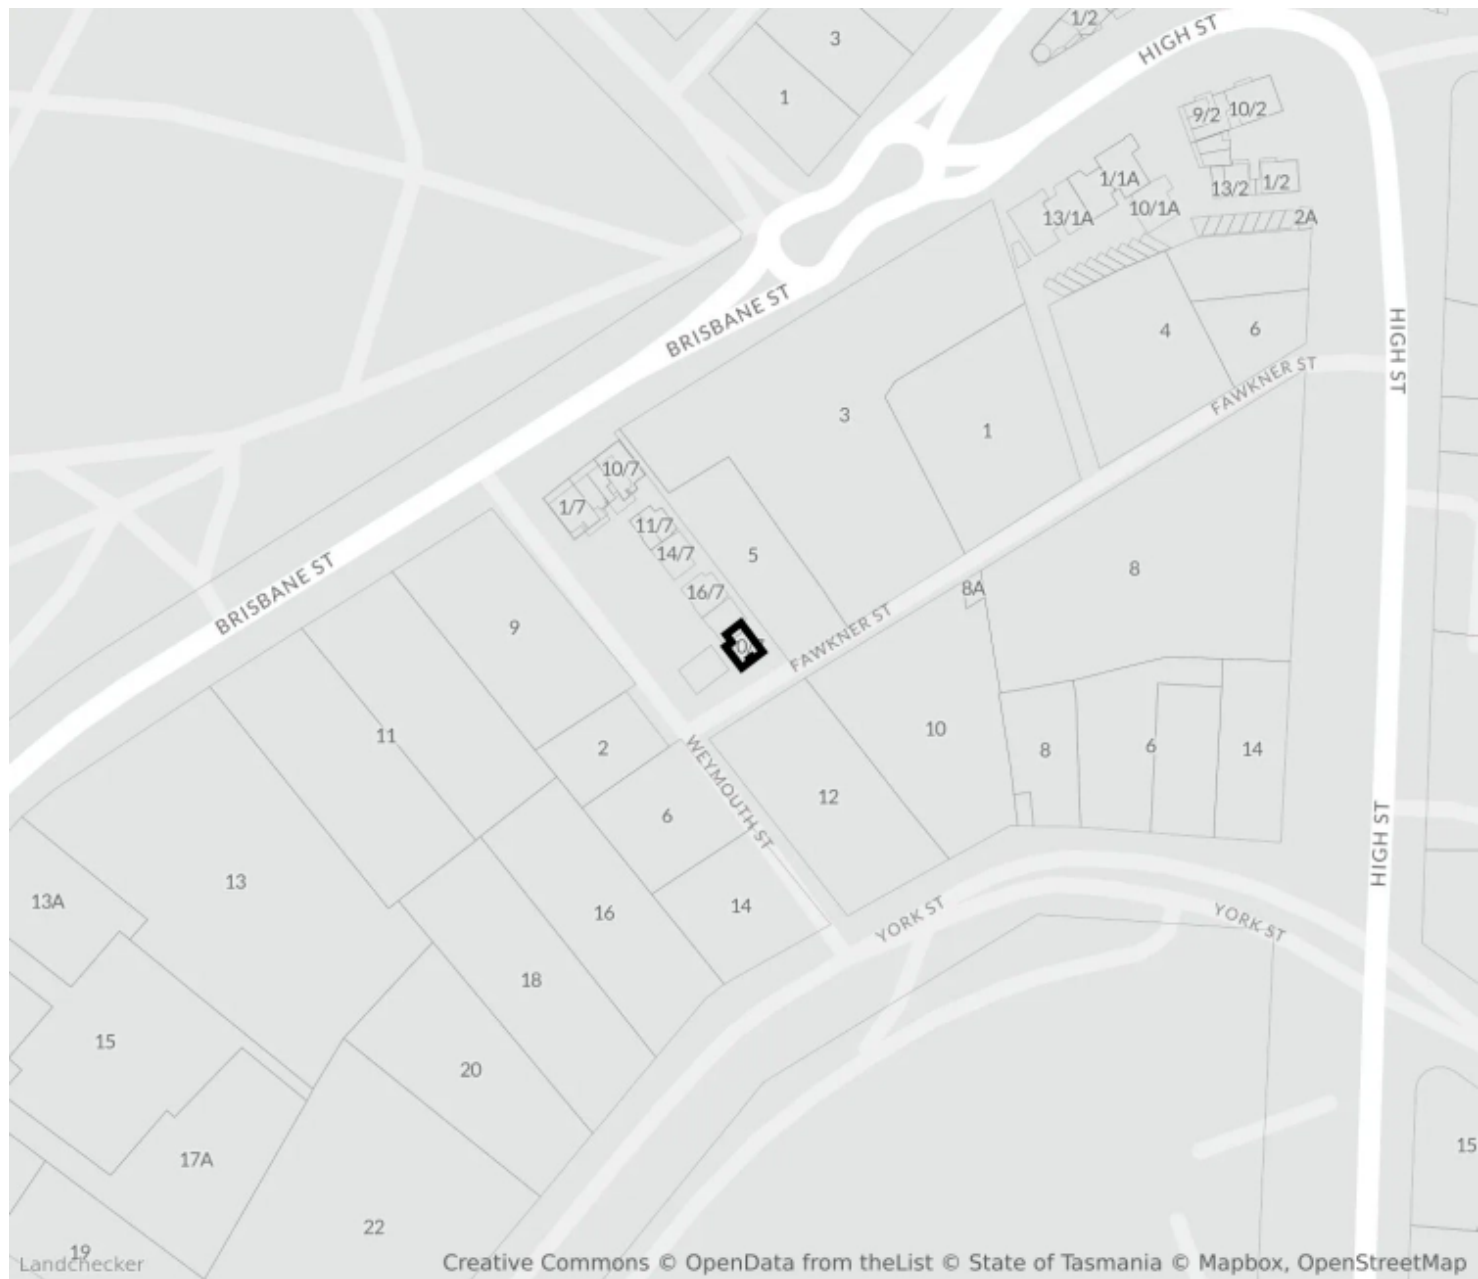 1/2
HIGH ST
3
1
9/2
10/2
1/1A
13/2
1/2
13/1A
10/1A
2A
BRISBANE ST
4
6
HIGH ST
FAWKNER ST
3
1
10/7
1/7
11/7
14/7
5
16/7
8
8A
BRISBANE ST
9
FAWKNER ST
11
2
WEYMOUTH ST
10
8
6
14
12
6
HIGH ST
13
13A
16
14
YORK ST
YORK ST
18
15
20
17A
15
22
19
Landchecker
Creative Commons © OpenData from theList © State of Tasmania © Mapbox, OpenStreetMap